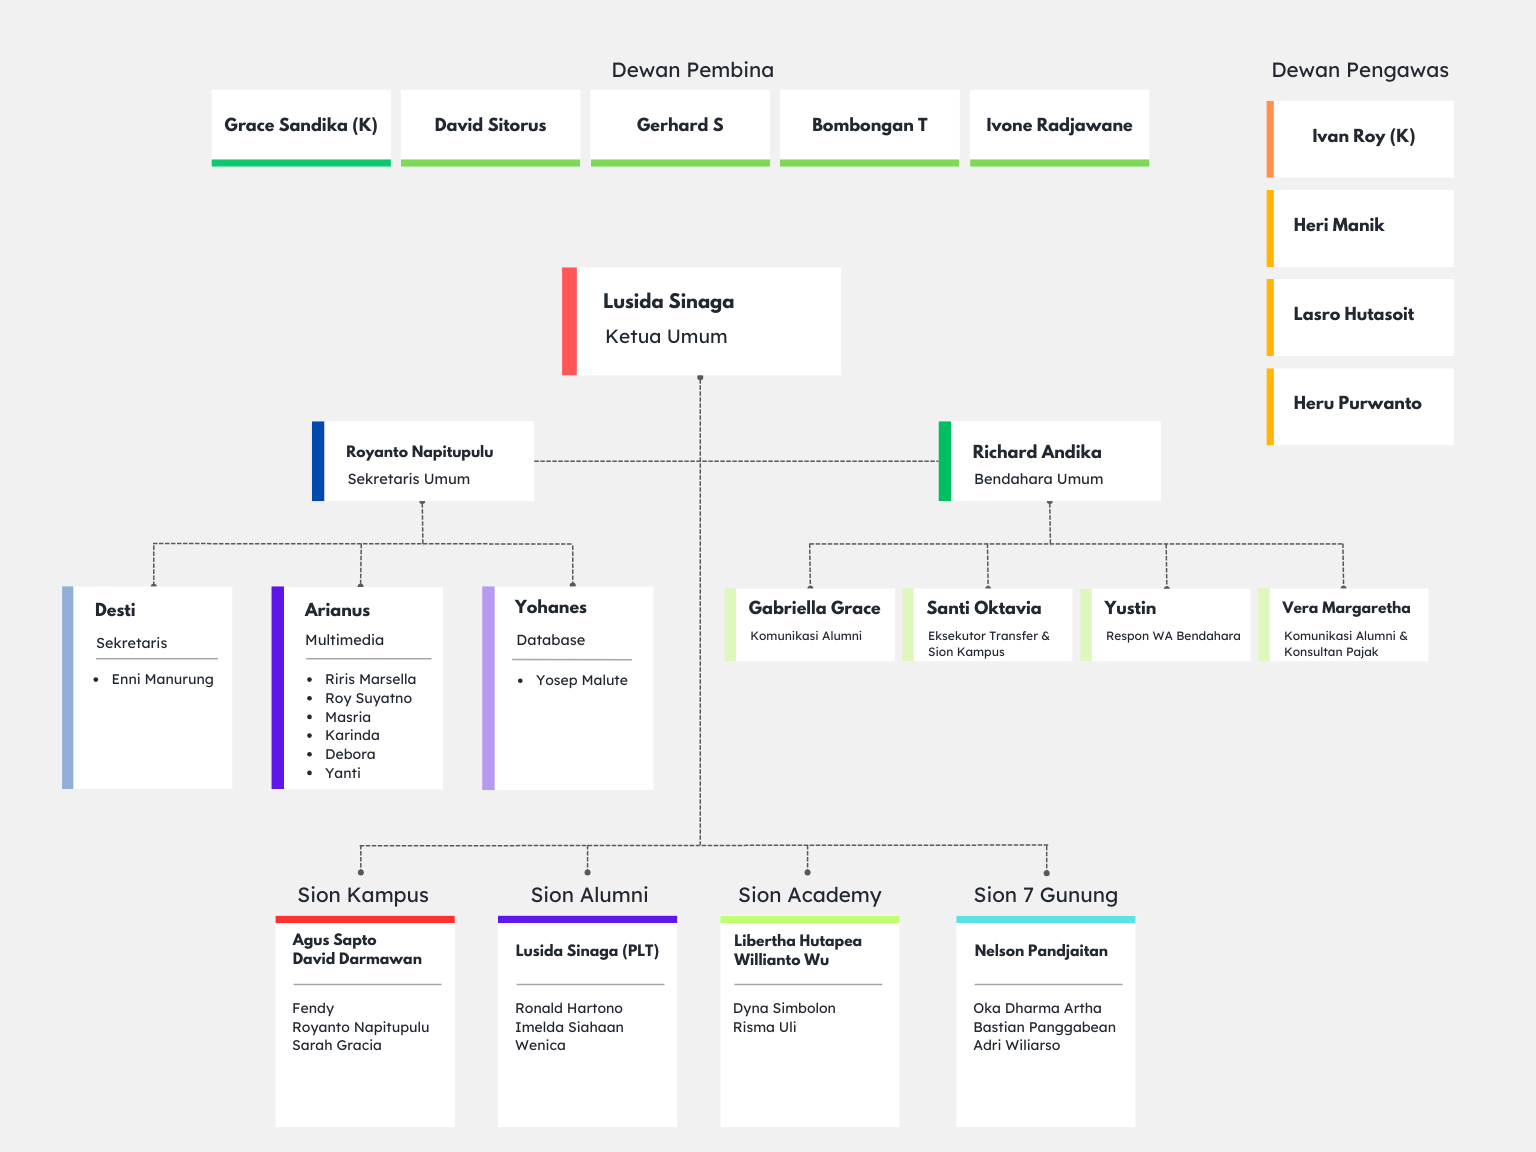 Dewan Pembina
Grace Sandika (K)
David Sitorus
Gerhard S
Bombongan T
Ivone Radjawane
Dewan Pengawas
Ivan Roy (K)
Heri Manik
Lasro Hutasoit
Heru Purwanto
Lusida Sinaga
Ketua Umum
Royanto Napitupulu
Sekretaris Umum
Richard Andika
Bendahara Umum
Desti
Sekretaris
• Enni Manurung
Arianus
Multimedia
• Riris Marsella
• Roy Suyatno
• Masria
• Karinda
• Debora
• Yanti
Yohanes
Database
• Yosep Malute
Gabriella Grace
Komunikasi Alumni
Santi Oktavia
Eksekutor Transfer &
Sion Kampus
Yustin
Respon WA Bendahara
Vera Margaretha
Komunikasi Alumni &
Konsultan Pajak
Sion Kampus
Agus Sapto
David Darmawan
Fendy
Royanto Napitupulu
Sarah Gracia
Sion Alumni
Lusida Sinaga (PLT)
Ronald Hartono
Imelda Siahaan
Wenica
Sion Academy
Libertha Hutapea
Willianto Wu
Dyna Simbolon
Risma Uli
Sion 7 Gunung
Nelson Pandjaitan
Oka Dharma Artha
Bastian Panggabean
Adri Wiliarso